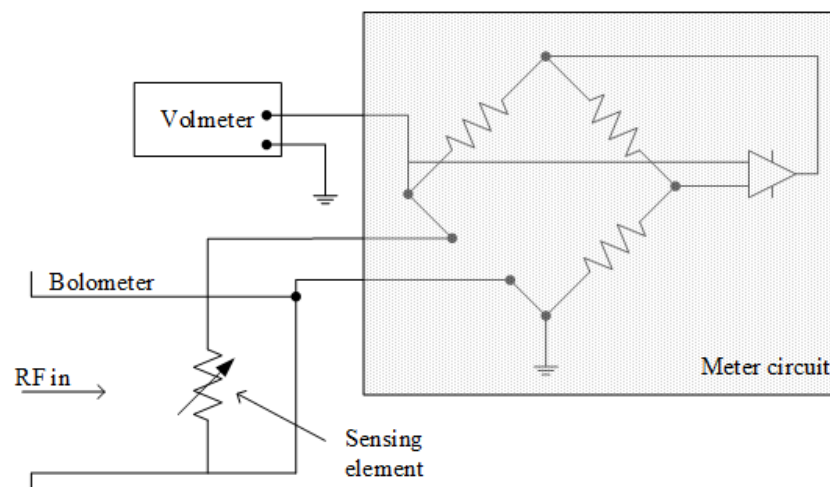 Volmeter
Bolometer
RF in
Meter circuit
Sensing
element